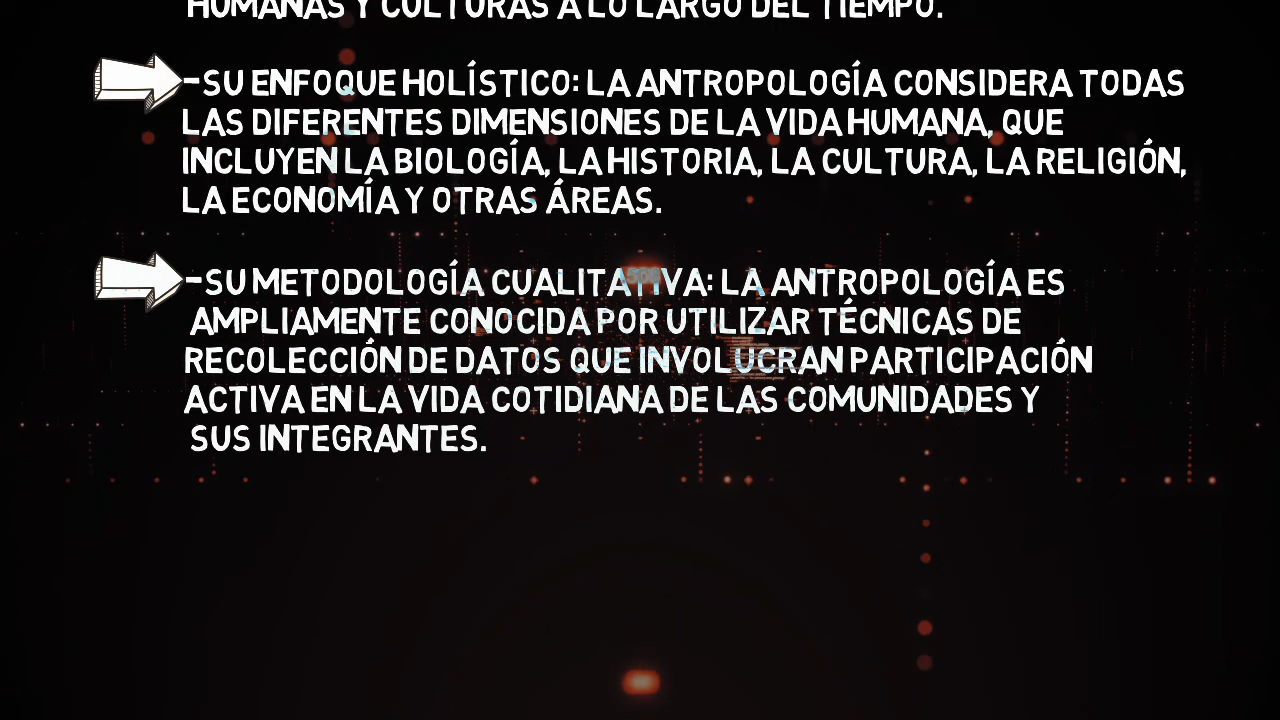 HUMANAS Y CULTURAS A LO LARGO DEL TIEMPO.
-SU ENFOQUE HOLÍSTICO: LA ANTROPOLOGÍA CONSIDERA TODAS
LAS DIFERENTES DIMENSIONES DE LA VIDA HUMANA, QUE
INCLUYEN LA BIOLOGÍA, LA HISTORIA, LA CULTURA, LA RELIGIÓN,
LA ECONOMÍA Y OTRAS ÁREAS.
-SU METODOLOGÍA CUALITATIVA: LA ANTROPOLOGÍA ES
AMPLIAMENTE CONOCIDA POR UTILIZAR TÉCNICAS DE
RECOLECCIÓN DE DATOS QUE INVOLUCRAN PARTICIPACIÓN
ACTIVA EN LA VIDA COTIDIANA DE LAS COMUNIDADES Y
SUS INTEGRANTES.